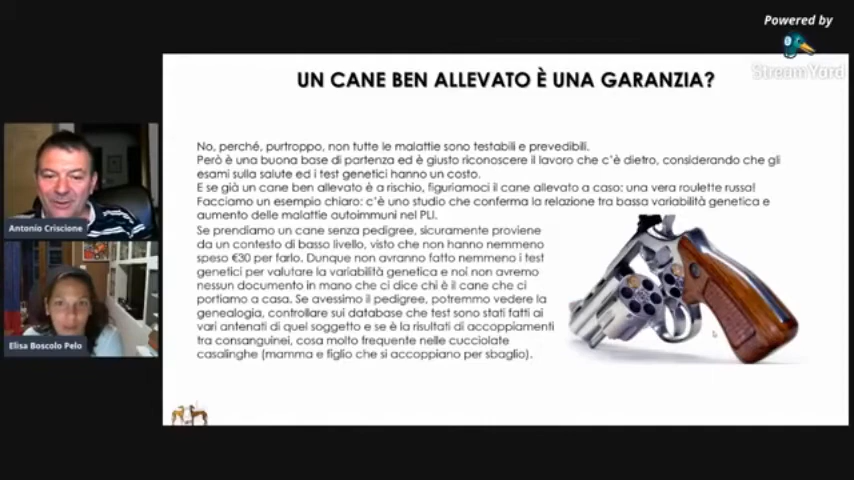 Powered by
StreamYard
UN CANE BEN ALLEVATO È UNA GARANZIA?
No, perché, purtroppo, non tutte le malattie sono testabili e prevedibili.
Però è una buona base di partenza ed è giusto riconoscere il lavoro che c'è dietro, considerando che gli
esami sulla salute ed i test genetici hanno un costo.
E se già un cane ben allevato è a rischio, figuriamoci il cane allevato a caso: una vera roulette russa!
Facciamo un esempio chiaro: c'è uno studio che conferma la relazione tra bassa variabilità genetica e
aumento delle malattie autoimmuni nel PLI.
Se prendiamo un cane senza pedigree, sicuramente proviene
da un contesto di basso livello, visto che non hanno nemmeno
speso €30 per farlo. Dunque non avranno fatto nemmeno i test
genetici per valutare la variabilità genetica e noi non avremo
nessun documento in mano che ci dice chi è il cane che ci
portiamo a casa. Se avessimo il pedigree, potremmo vedere la
genealogia, controllare sui database che test sono stati fatti ai
vari antenati di quel soggetto e se è la risultati di accoppiamenti
tra consanguinei, cosa molto frequente nelle cucciolate
casalinghe (mamma e figlio che si accoppiano per sbaglio).
Antonio Criscione
Elisa Boscolo Pelo